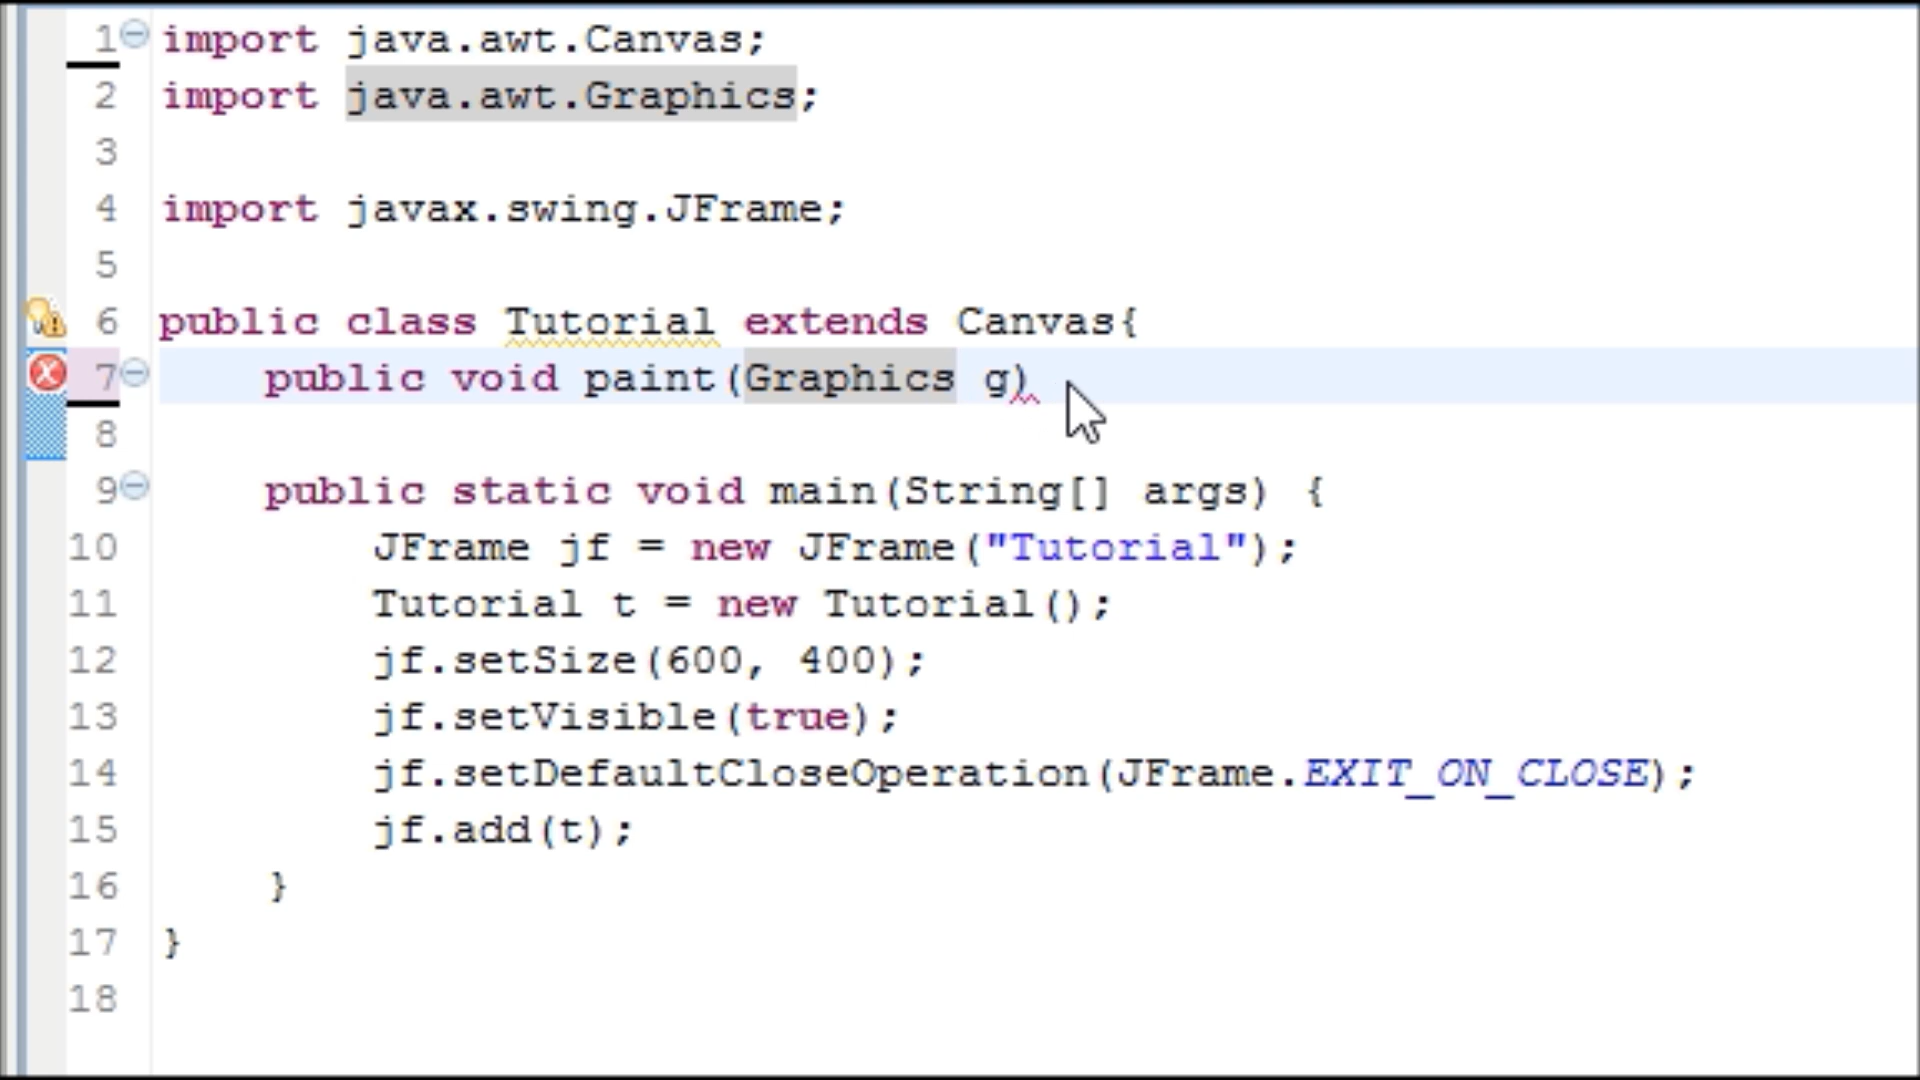 1 import java.awt.Canvas;
2 import java.awt.Graphics;
3
4 import javax.swing.JFrame;
5
6 public class Tutorial extends Canvas{
7     public void paint(Graphics g)
8
9     public static void main(String[] args) {
10         JFrame jf = new JFrame("Tutorial");
11         Tutorial t = new Tutorial();
12         jf.setSize(600, 400);
13         jf.setVisible(true);
14         jf.setDefaultCloseOperation(JFrame.EXIT_ON_CLOSE);
15         jf.add(t);
16     }
17 }
18